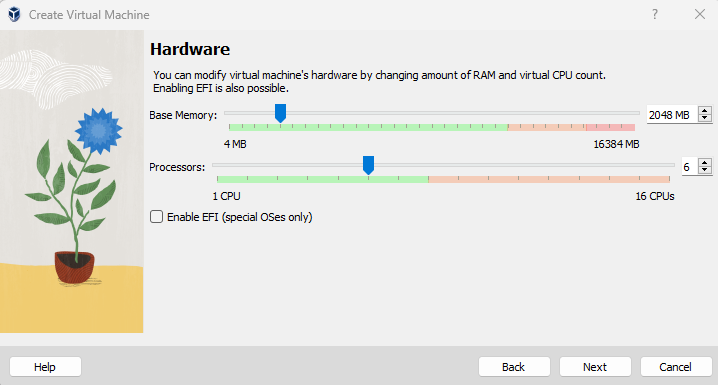 Create Virtual Machine
Hardware
You can modify virtual machine's hardware by changing amount of RAM and virtual CPU count.
Enabling EFI is also possible.
Base Memory:
2048 MB
4 MB
16384 MB
Processors:
6
1 CPU
16 CPUs
Enable EFI (special OSes only)
Help
Back
Next
Cancel